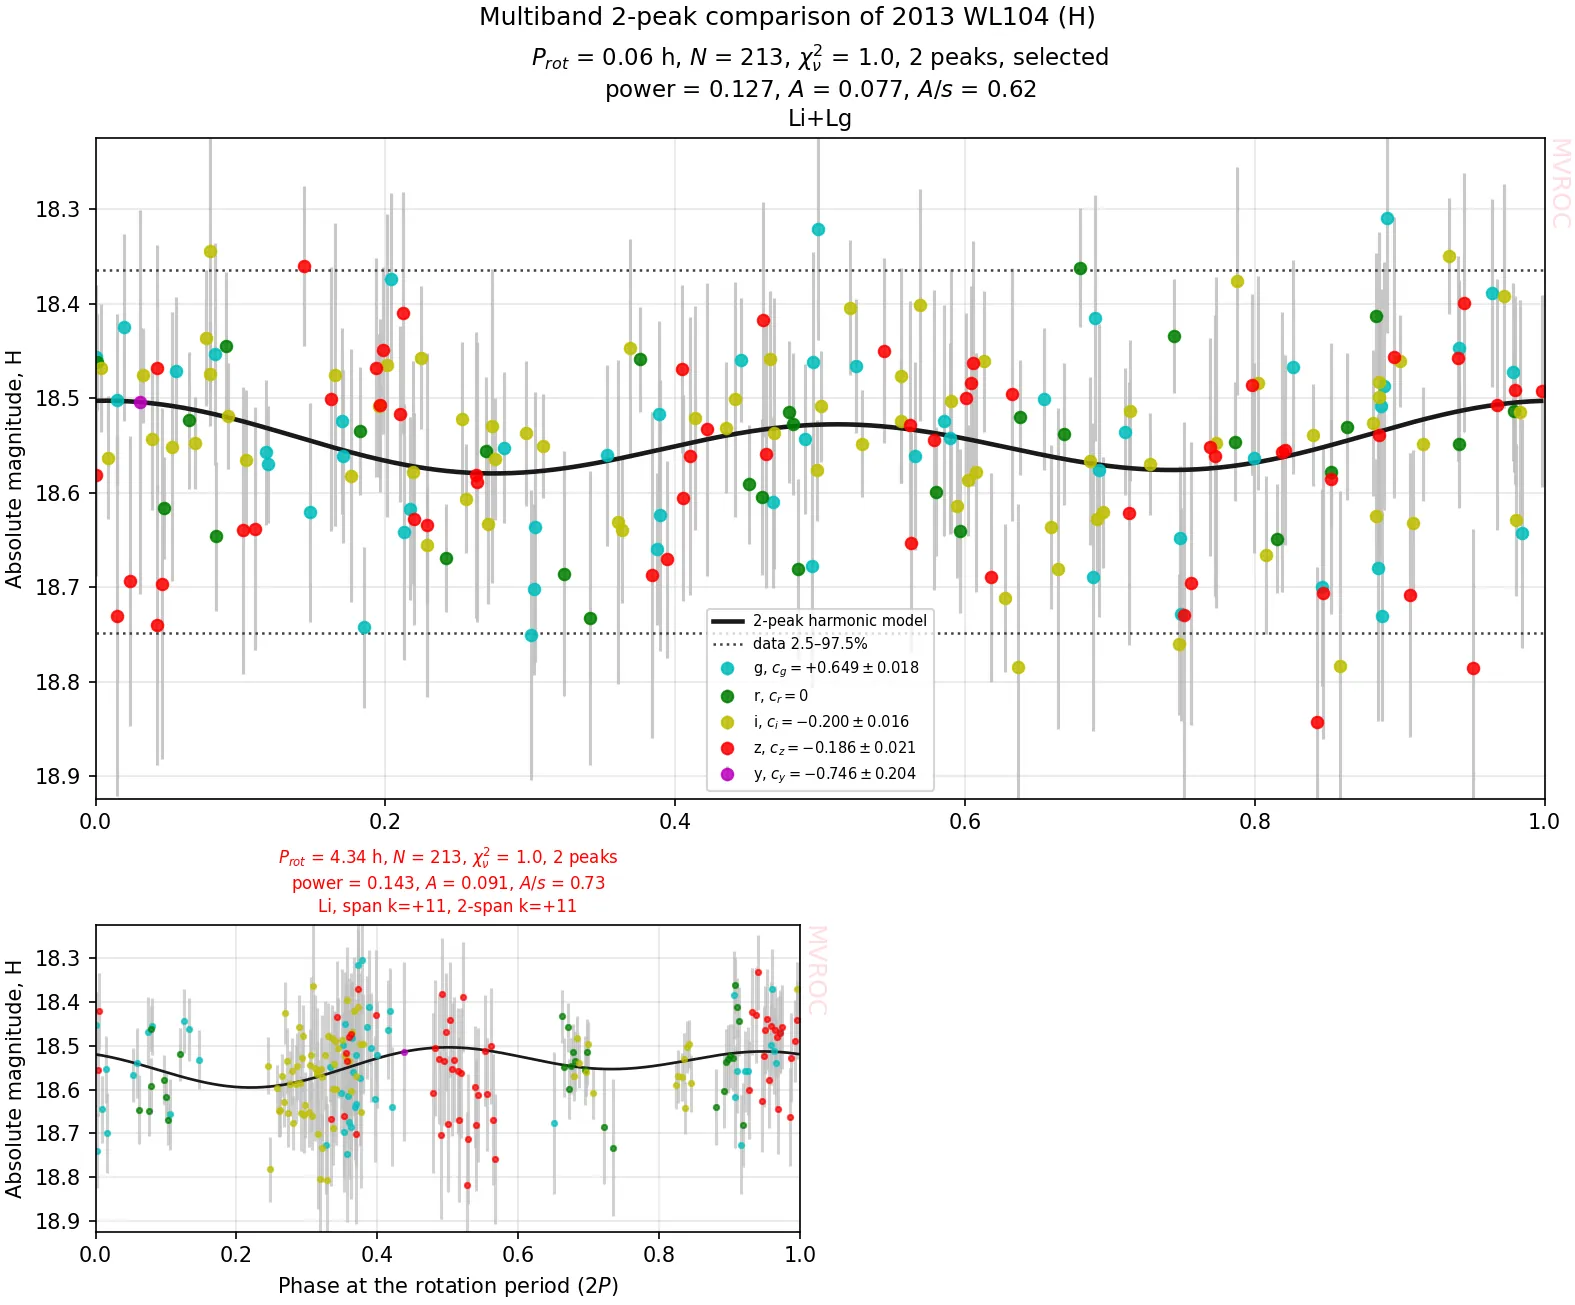 Multiband 2-peak comparison of 2013 WL104 (H)
P_rot = 0.06 h, N = 213, χ²_ν = 1.0, 2 peaks, selected
power = 0.127, A = 0.077, A/s = 0.62
Li+Lg
MVROC
Absolute magnitude, H
18.3
18.4
18.5
18.6
18.7
18.8
18.9
2-peak harmonic model
data 2.5–97.5%
g, c_g = +0.649 ± 0.018
r, c_r = 0
i, c_i = −0.200 ± 0.016
z, c_z = −0.186 ± 0.021
y, c_y = −0.746 ± 0.204
0.0 0.2 0.4 0.6 0.8 1.0
P_rot = 4.34 h, N = 213, χ²_ν = 1.0, 2 peaks
power = 0.143, A = 0.091, A/s = 0.73
Li, span k=+11, 2-span k=+11
MVROC
Absolute magnitude, H
18.3
18.4
18.5
18.6
18.7
18.8
18.9
0.0 0.2 0.4 0.6 0.8 1.0
Phase at the rotation period (2P)